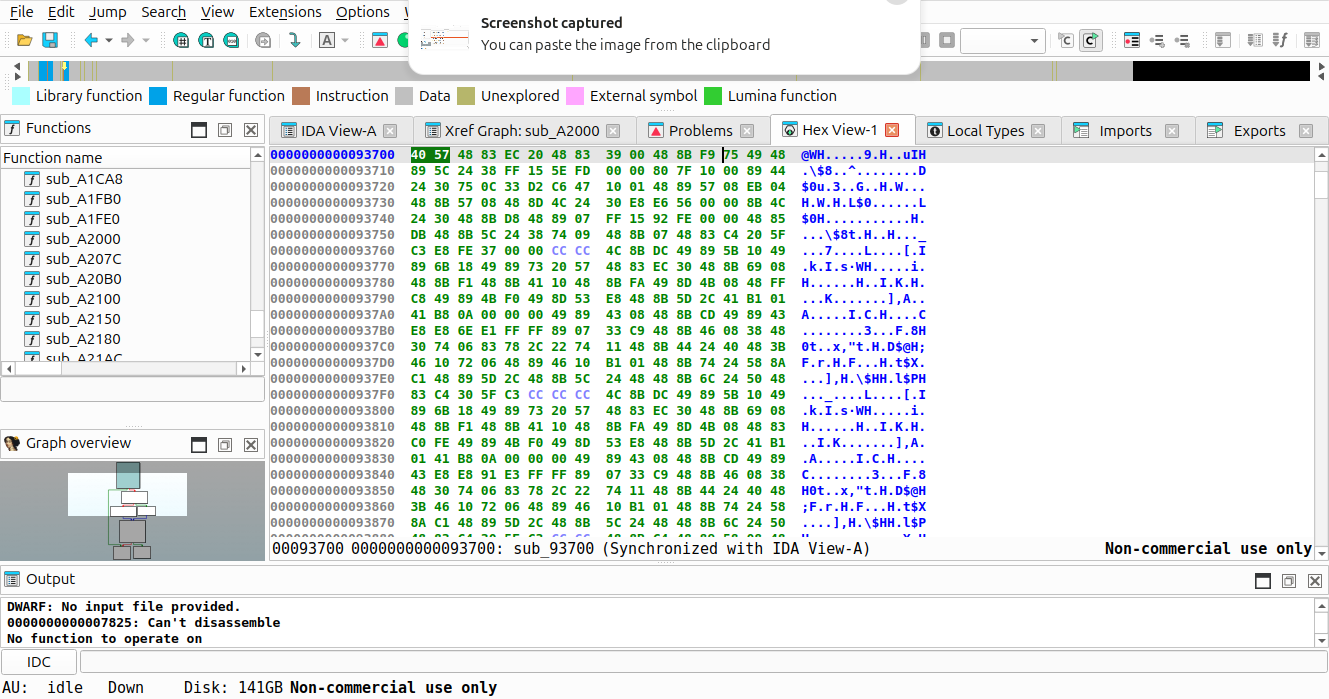 File Edit Jump Search View Extensions Options
Screenshot captured
You can paste the image from the clipboard
Library function Regular function Instruction Data Unexplored External symbol Lumina function
Functions
IDA View-A Xref Graph: sub_A2000 Problems Hex View-1 Local Types Imports Exports
Function name
sub_A1CA8
sub_A1FB0
sub_A1FE0
sub_A2000
sub_A207C
sub_A20B0
sub_A2100
sub_A2150
sub_A2180
sub_A21AC
Graph overview
0000000000093700 40 57 48 83 EC 20 48 83 39 00 48 8B F9 75 49 48 @WH.....9.H..uIH
0000000000093710 89 5C 24 38 FF 15 5E FD 00 00 80 7F 10 00 89 44 .\$8..^........D
0000000000093720 24 30 75 0C 33 D2 C6 47 10 01 48 89 57 08 EB 04 $0u.3..G..H.W...
0000000000093730 48 8B 57 08 48 8D 4C 24 30 E8 E6 56 00 00 8B 4C H.W.H.L$0......L
0000000000093740 24 30 48 8B D8 48 89 07 FF 15 92 FE 00 00 48 85 $0H...........H.
0000000000093750 DB 48 8B 5C 24 38 74 09 48 8B 07 48 83 C4 20 5F ...\$8t.H..H.._
0000000000093760 C3 E8 FE 37 00 00 CC CC 4C 8B DC 49 89 5B 10 49 ...7....L....[.I
0000000000093770 89 6B 18 49 89 73 20 57 48 83 EC 30 48 8B 69 08 .k.I.s·WH.....i.
0000000000093780 48 8B F1 48 8B 41 10 48 8B FA 49 8D 4B 08 48 FF H......H..I.K.H.
0000000000093790 C8 49 89 4B F0 49 8D 53 E8 48 8B 5D 2C 41 B1 01 ...K.......],A..
00000000000937A0 41 B8 0A 00 00 00 49 89 43 08 48 8B CD 49 89 43 A.....I.C.H....C
00000000000937B0 E8 E8 6E E1 FF FF 89 07 33 C9 48 8B 46 08 38 48 ........3...F.8H
00000000000937C0 30 74 06 83 78 2C 22 74 11 48 8B 44 24 40 48 3B 0t..x,"t.H.D$@H;
00000000000937D0 46 10 72 06 48 89 46 10 B1 01 48 8B 74 24 58 8A F.r.H.F...H.t$X.
00000000000937E0 C1 48 89 5D 2C 48 8B 5C 24 48 48 8B 6C 24 50 48 ...],H.\$HH.l$PH
00000000000937F0 83 C4 30 5F C3 CC CC CC 4C 8B DC 49 89 5B 10 49 ..._....L....[.I
0000000000093800 89 6B 18 49 89 73 20 57 48 83 EC 30 48 8B 69 08 .k.I.s·WH.....i.
0000000000093810 48 8B F1 48 8B 41 10 48 8B FA 49 8D 4B 08 48 83 H......H..I.K.H.
0000000000093820 C0 FE 49 89 4B F0 49 8D 53 E8 48 8B 5D 2C 41 B1 ..I.K.......],A.
0000000000093830 01 41 B8 0A 00 00 00 49 89 43 08 48 8B CD 49 89 .A.....I.C.H....
0000000000093840 43 E8 E8 91 E3 FF FF 89 07 33 C9 48 8B 46 08 38 C........3...F.8
0000000000093850 48 30 74 06 83 78 2C 22 74 11 48 8B 44 24 40 48 H0t..x,"t.H.D$@H
0000000000093860 3B 46 10 72 06 48 89 46 10 B1 01 48 8B 74 24 58 ;F.r.H.F...H.t$X
0000000000093870 8A C1 48 89 5D 2C 48 8B 5C 24 48 48 8B 6C 24 50 ....],H.\$HH.l$P
00093700 0000000000093700: sub_93700 (Synchronized with IDA View-A) Non-commercial use only
Output
DWARF: No input file provided.
0000000000007825: Can't disassemble
No function to operate on
IDC
AU: idle Down Disk: 141GB Non-commercial use only